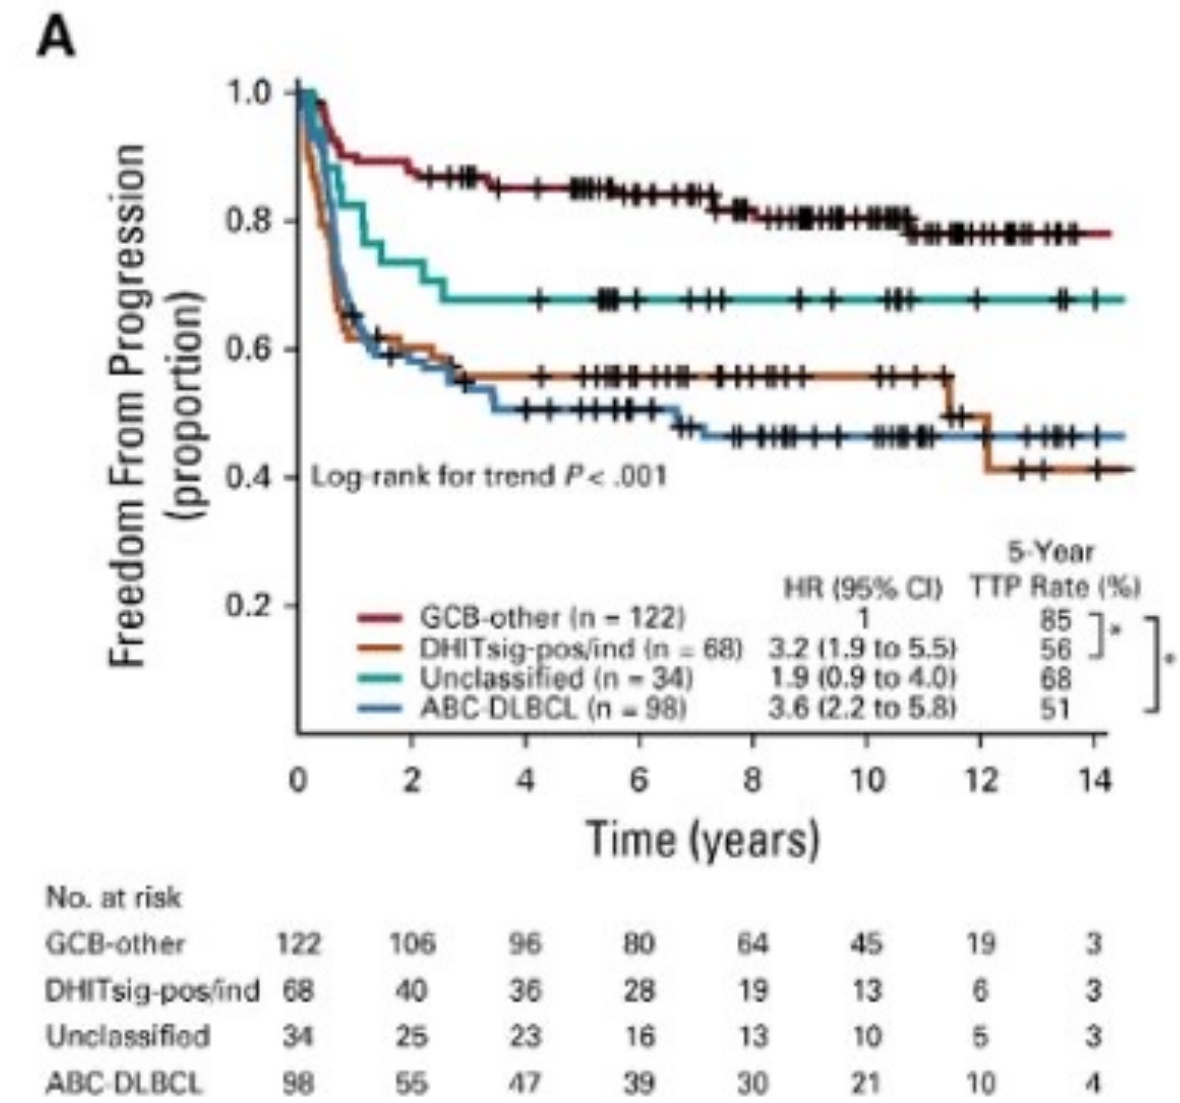 A
Freedom From Progression
(proportion)
1.0
0.8
0.6
0.4
0.2
Log-rank for trend P < .001
5-Year
HR (95% CI) TTP Rate (%)
GCB-other (n = 122) 1 85
DHITsig-pos/ind (n = 68) 3.2 (1.9 to 5.5) 56
Unclassified (n = 34) 1.9 (0.9 to 4.0) 68
ABC-DLBCL (n = 98) 3.6 (2.2 to 5.8) 51
* *
0 2 4 6 8 10 12 14
Time (years)
No. at risk
GCB-other 122 106 96 80 64 45 19 3
DHITsig-pos/ind 68 40 36 28 19 13 6 3
Unclassified 34 25 23 16 13 10 5 3
ABC-DLBCL 98 55 47 39 30 21 10 4